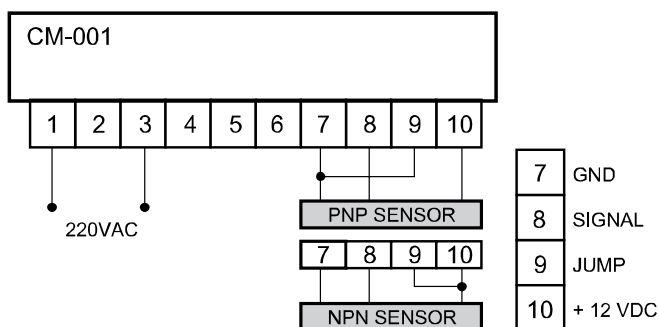 CM-001
1 2 3 4 5 6 7 8 9 10
220VAC
PNP SENSOR
7 8 9 10
NPN SENSOR
7 GND
8 SIGNAL
9 JUMP
10 + 12 VDC